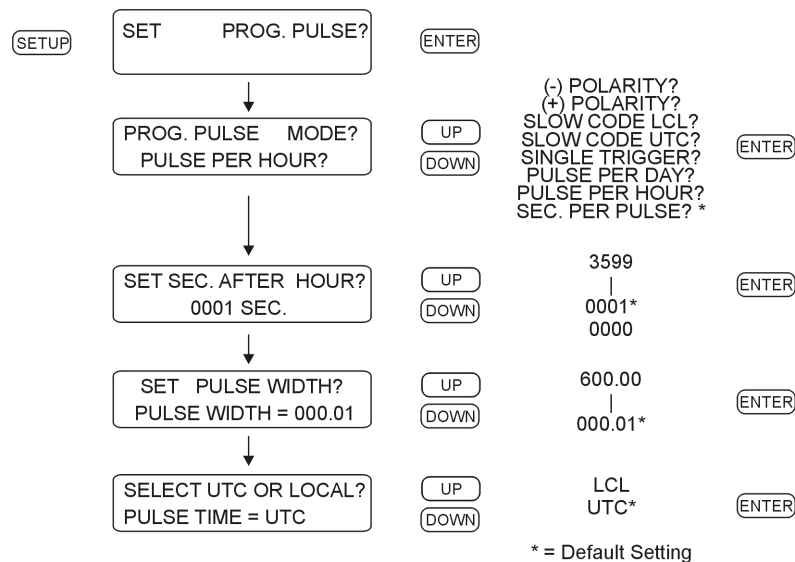 SETUP
SET PROG. PULSE?
ENTER
PROG. PULSE MODE?
PULSE PER HOUR?
UP
DOWN
(-) POLARITY?
(+) POLARITY?
SLOW CODE LCL?
SLOW CODE UTC?
SINGLE TRIGGER?
PULSE PER DAY?
PULSE PER HOUR?
SEC. PER PULSE? *
ENTER
SET SEC. AFTER HOUR?
0001 SEC.
UP
DOWN
3599
|
0001*
0000
ENTER
SET PULSE WIDTH?
PULSE WIDTH = 000.01
UP
DOWN
600.00
|
000.01*
ENTER
SELECT UTC OR LOCAL?
PULSE TIME = UTC
UP
DOWN
LCL
UTC*
ENTER
* = Default Setting